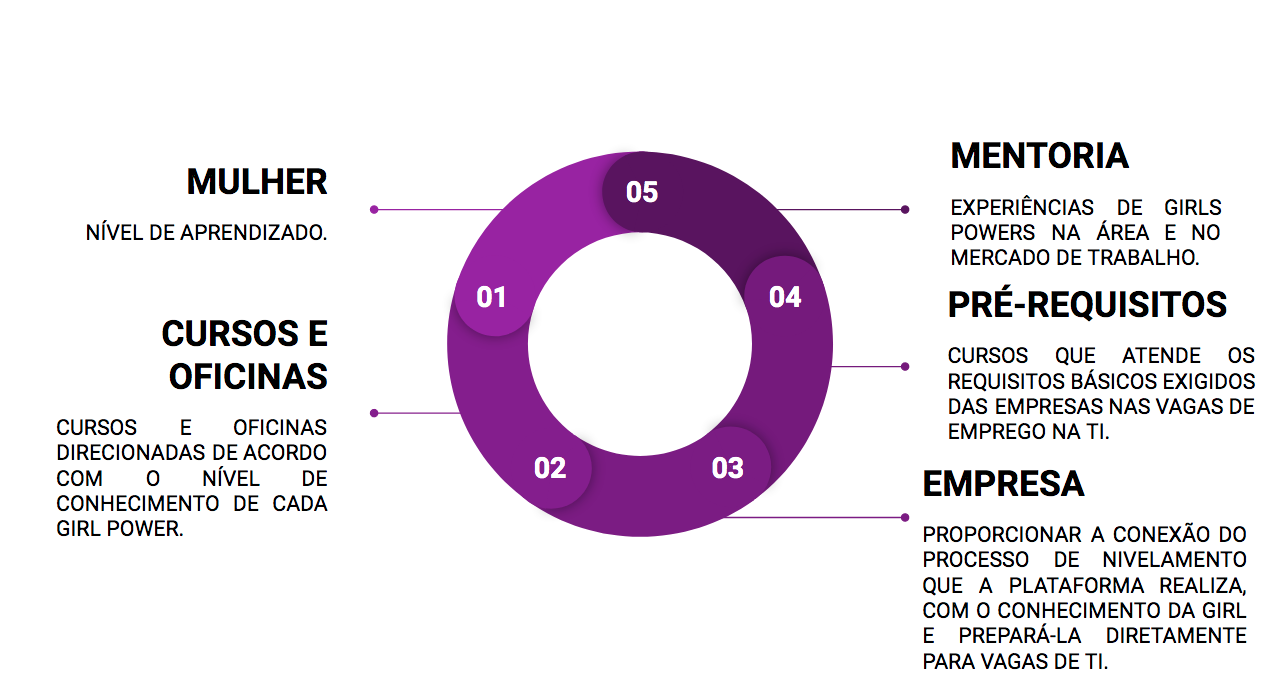 MULHER
NÍVEL DE APRENDIZADO.
CURSOS E
OFICINAS
CURSOS E OFICINAS
DIRECIONADAS DE ACORDO
COM O NÍVEL DE
CONHECIMENTO DE CADA
GIRL POWER.
05
01
04
02
03
MENTORIA
EXPERIÊNCIAS DE GIRLS
POWERS NA ÁREA E NO
MERCADO DE TRABALHO.
PRÉ-REQUISITOS
CURSOS QUE ATENDE OS
REQUISITOS BÁSICOS EXIGIDOS
DAS EMPRESAS NAS VAGAS DE
EMPREGO NA TI.
EMPRESA
PROPORCIONAR A CONEXÃO DO
PROCESSO DE NIVELAMENTO
QUE A PLATAFORMA REALIZA,
COM O CONHECIMENTO DA GIRL
E PREPARÁ-LA DIRETAMENTE
PARA VAGAS DE TI.